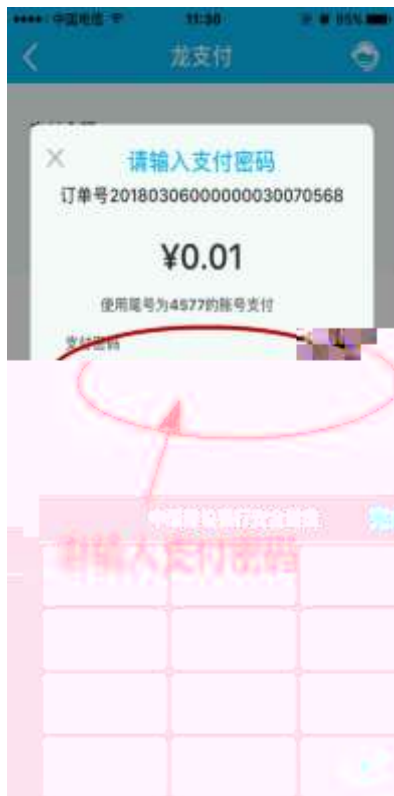 中国电信 11:30 95%
龙支付
请输入支付密码
订单号20180306000000030070568
¥0.01
使用尾号为4577的账号支付
支付密码
请输入支付密码